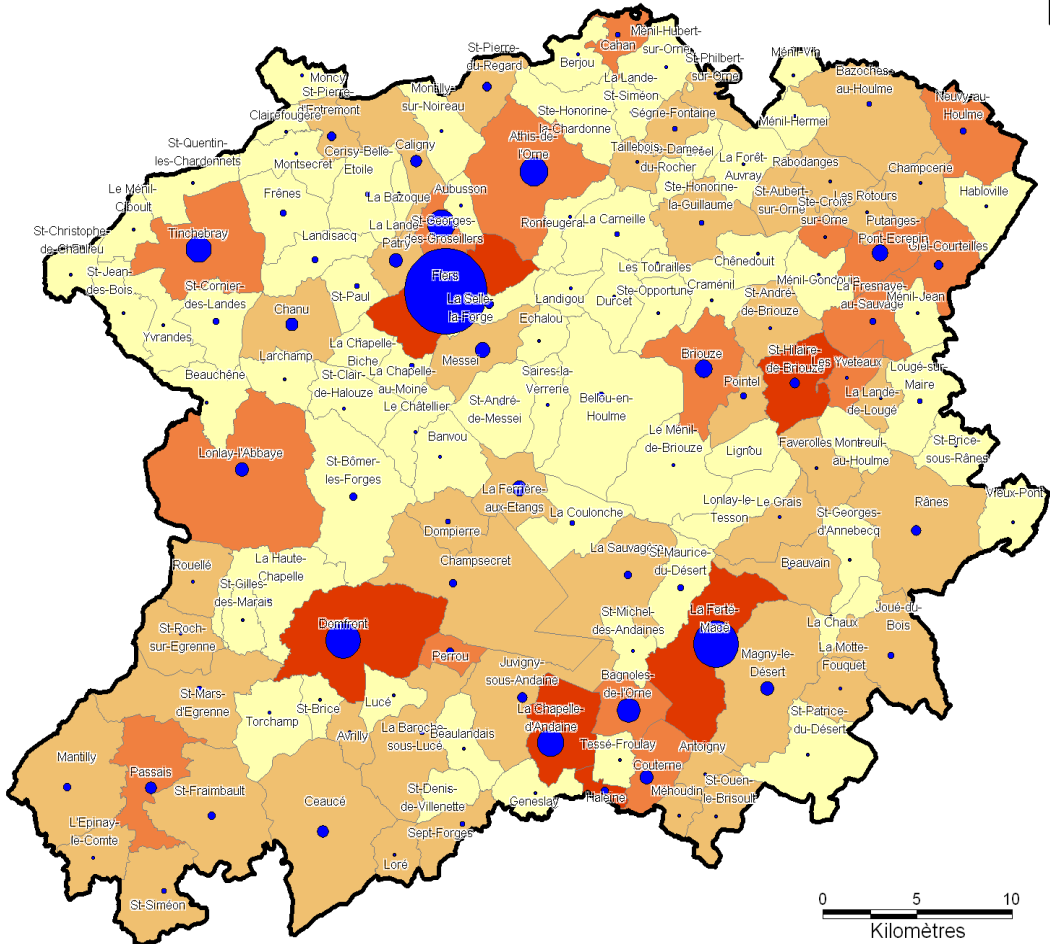 Ménil-Hubert-
sur-Orne
Cahan
St-Pierre-
du-Regard
Berjou
Ménil-Vin
St-Philbert-
sur-Orne
La Lande-
St-Siméon
Bazoches-
au-Houlme
Moncy
St-Pierre-
d'Entremont
Montilly-
sur-Noireau
Neuvy-au-
Houlme
Clairefougère
Ste-Honorine-
la-Chardonne
Ségrie-Fontaine
Ménil-Hermei
St-Quentin-
les-Chardonnets
Cerisy-Belle-
Etoile
Caligny
Athis-de-
l'Orne
Taillebois
du-Rocher
Montsecret
La Forêt-
Auvray
Rabodanges
Champcerie
Le Ménil-
Ciboult
Frênes
La Bazoque
Aubusson
Ste-Honorine-
la-Guillaume
St-Aubert-
sur-Orne
Les Rotours
Ste-Croix-
sur-Orne
Habloville
St-Christophe-
de-Chaulieu
Tinchebray
Landisacq
La Lande-
Patry
St-Georges-
des-Groseillers
Ronfeugerai
La Carneille
Putanges-
Pont-Ecrepin
Giel-Courteilles
St-Jean-
des-Bois
St-Cornier-
des-Landes
St-Paul
Flers
La Selle-
la-Forge
Landigou
Les Tourailles
Durcet
Ste-Opportune
Craménil
Chênedouit
Ménil-Gondouin
La Fresnaye-
au-Sauvage
Ménil-Jean
Yvrandes
Chanu
Echalou
St-André-
de-Briouze
Larchamp
La Chapelle-
Biche
Messei
Briouze
St-Hilaire-
de-Briouze
Les Yveteaux
Beauchêne
St-Clair-
de-Halouze
La Chapelle-
au-Moine
Saires-la-
Verrerie
Pointel
Lougé-sur-
Maire
Le Châtellier
St-André-
de-Messei
Bellou-en-
Houlme
La Lande-
de-Lougé
Lonlay-l'Abbaye
Banvou
Le Ménil-
de-Briouze
Lignou
Faverolles
Montreuil-
au-Houlme
St-Brice-
sous-Rânes
St-Bômer-
les-Forges
La Ferrière-
aux-Etangs
La Coulonche
Lonlay-le-
Tesson
Le Grais
St-Georges-
d'Annebecq
Rânes
Vieux-Pont
Dompierre
Rouellé
La Haute-
Chapelle
Champsecret
La Sauvagère
St-Maurice-
du-Désert
Beauvain
St-Gilles-
des-Marais
St-Roch-
sur-Egrenne
Domfront
St-Michel-
des-Andaines
La Ferté-
Macé
La Chaux
Joué-du-
Bois
La Motte-
Fouquet
Perrou
Juvigny-
sous-Andaine
Bagnoles-
de-l'Orne
Magny-le-
Désert
St-Mars-
d'Egrenne
Torchamp
St-Brice
Lucé
Avrilly
La Baroche-
sous-Lucé
Beaulandais
La Chapelle-
d'Andaine
Tessé-Froulay
Antoigny
St-Patrice-
du-Désert
Mantilly
Passais
St-Fraimbault
Ceaucé
St-Denis-
de-Villenette
Geneslay
Haleine
Couterne
Méhoudin
St-Ouen-
le-Brisoult
L'Epinay-
le-Comte
Sept-Forges
Loré
St-Siméon
0 5 10
Kilomètres